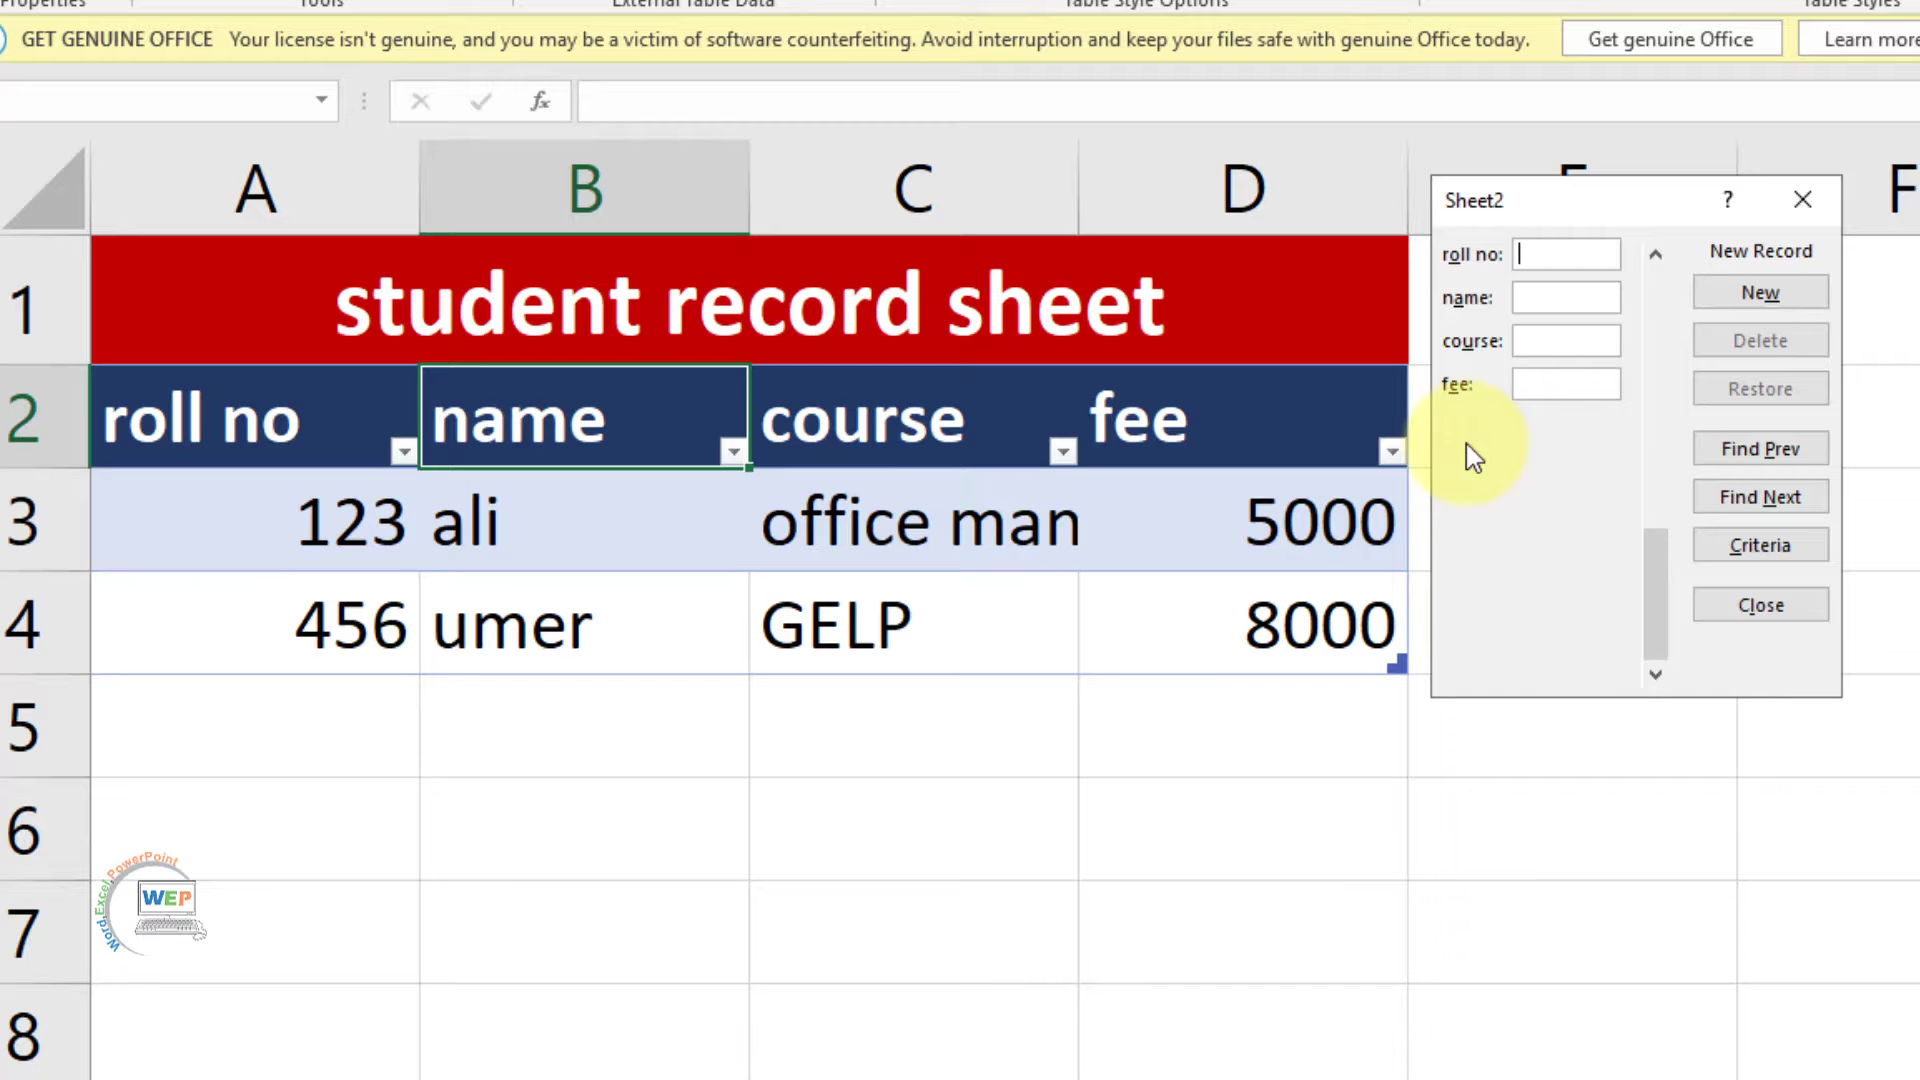 Properties
Tools
External Table Data
Table Style Options
Table Styles
GET GENUINE OFFICE Your license isn't genuine, and you may be a victim of software counterfeiting. Avoid interruption and keep your files safe with genuine Office today. Get genuine Office Learn more
fx
A B C D E F
Sheet2 ? ×
1 student record sheet
2 roll no name course fee
3 123 ali office man 5000
4 456 umer GELP 8000
5
6
7
8
roll no:
name:
course:
fee:
New Record
New
Delete
Restore
Find Prev
Find Next
Criteria
Close
Word,Excel,PowerPoint
WEP